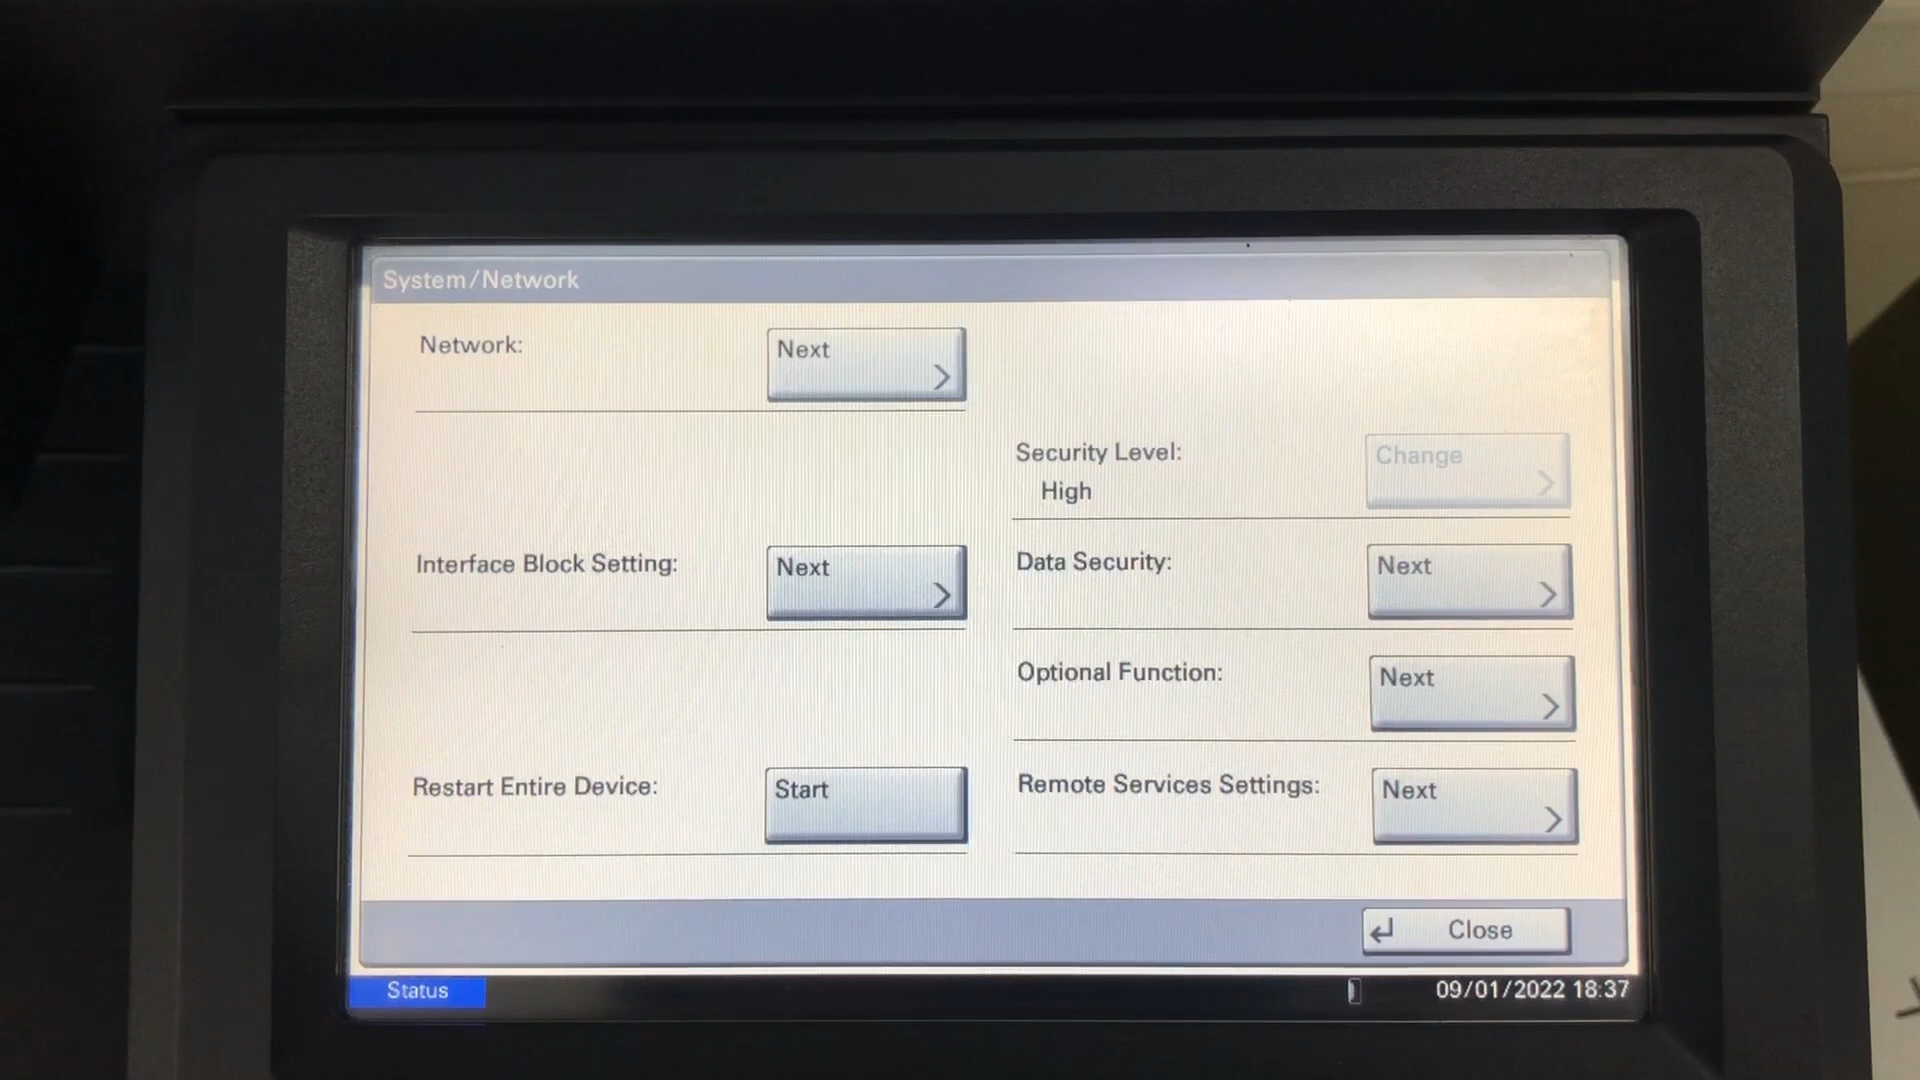 System/Network
Network:
Next
Security Level:
High
Change
Interface Block Setting:
Next
Data Security:
Next
Optional Function:
Next
Restart Entire Device:
Start
Remote Services Settings:
Next
Close
Status
09/01/2022 18:37